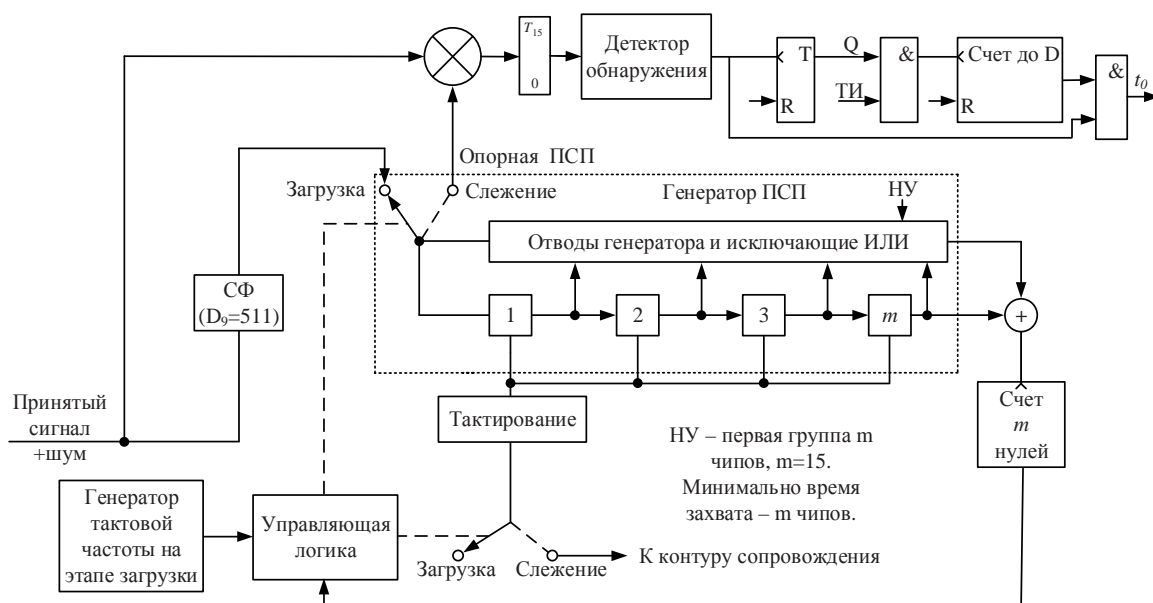 T15
0
Детектор
обнаружения
T
R
Q
ТИ
&
Счет до D
R
&
t0
Опорная ПСП
Загрузка
Слежение
Генератор ПСП
НУ
Отводы генератора и исключающие ИЛИ
СФ
(D9=511)
1
2
3
m
+
Принятый
сигнал
+шум
Тактирование
НУ – первая группа m
чипов, m=15.
Минимально время
захвата – m чипов.
Счет
m
нулей
Генератор
тактовой
частоты на
этапе загрузки
Управляющая
логика
Загрузка
Слежение
К контуру сопровождения